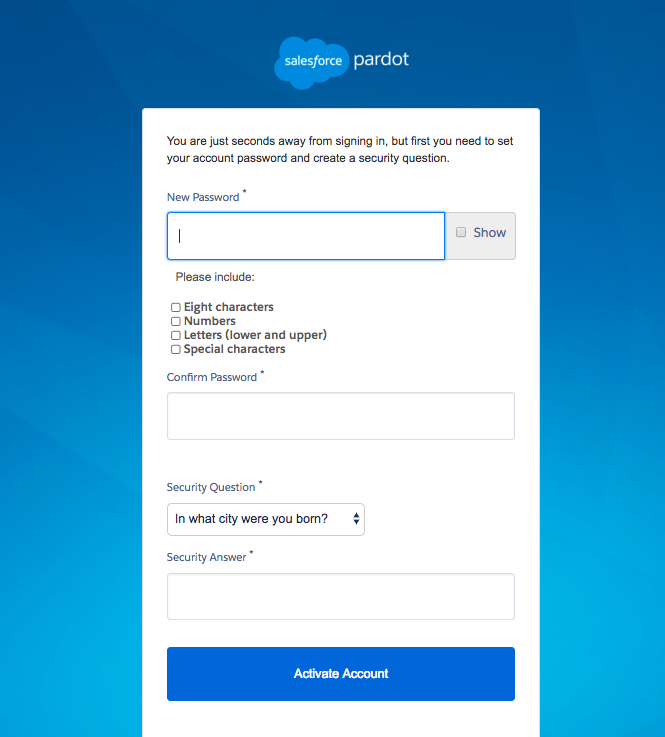 salesforce pardot
You are just seconds away from signing in, but first you need to set
your account password and create a security question.
New Password *
Show
Please include:
Eight characters
Numbers
Letters (lower and upper)
Special characters
Confirm Password *
Security Question *
In what city were you born?
Security Answer *
Activate Account